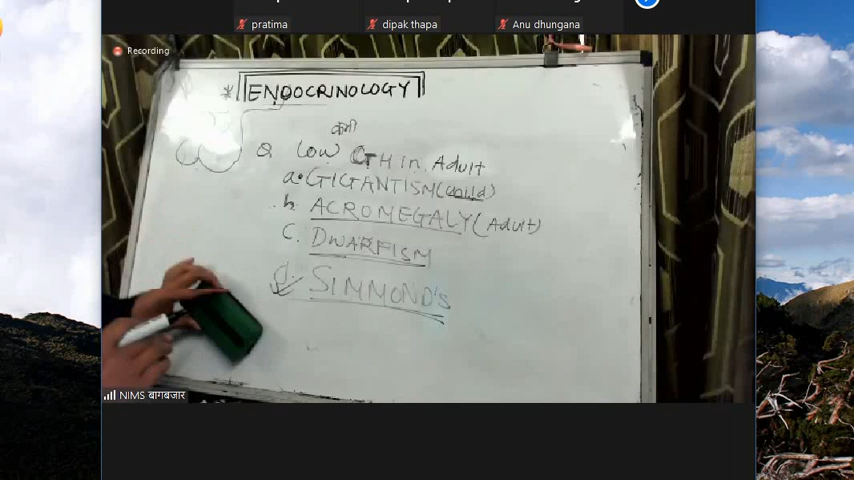 pratima
dipak thapa
Anu dhungana
Recording
* ENDOCRINOLOGY
कमी
Q. LOW GH in Adult
a. GIGANTISM (child)
b. ACROMEGALY (Adult)
C. DWARFISM
d. SIMMOND'S
NIMS बागबजार